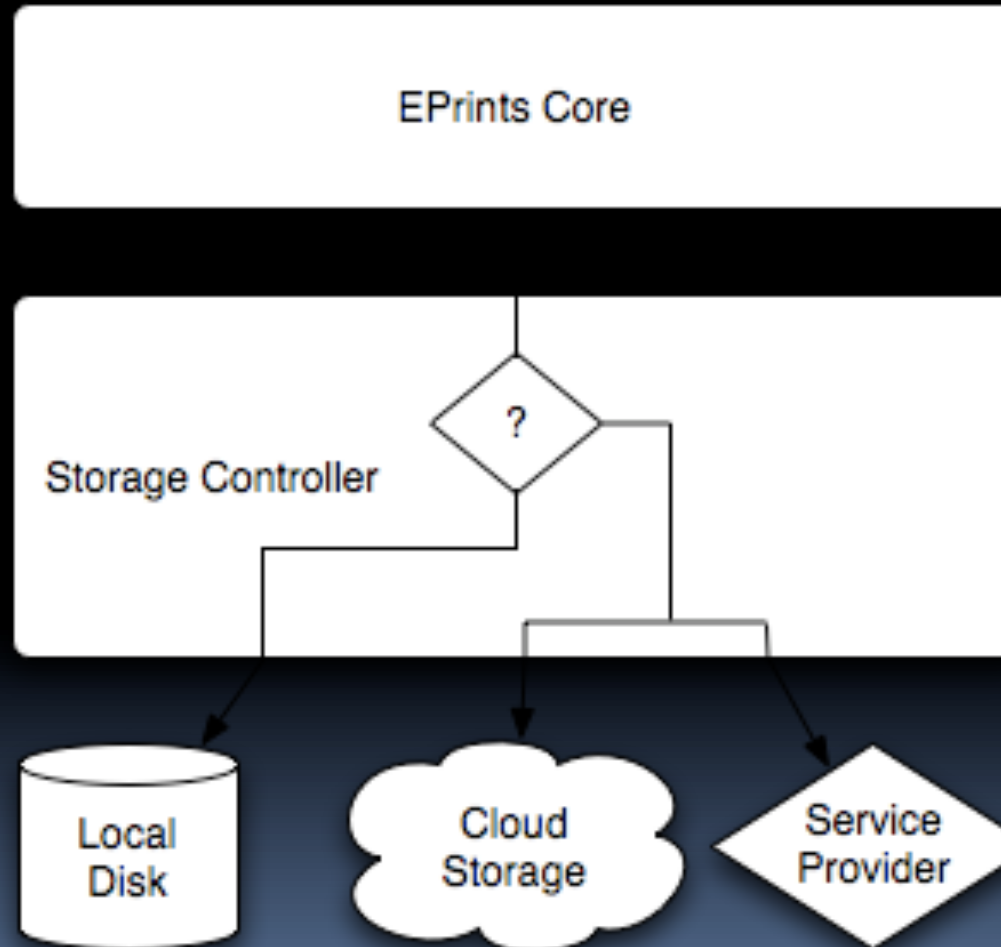 EPrints Core
?
Storage Controller
Local
Disk
Cloud
Storage
Service
Provider